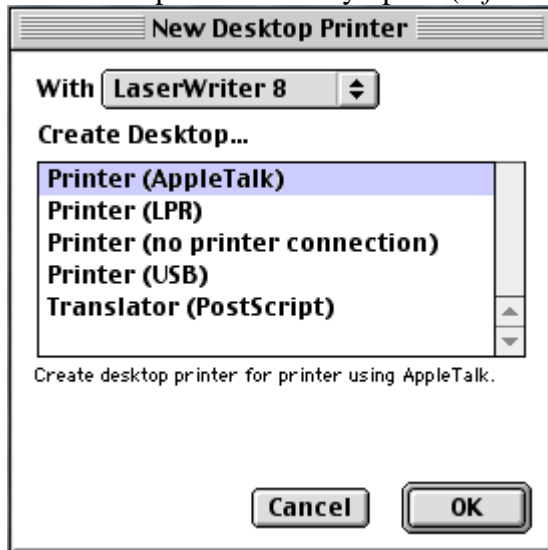 New Desktop Printer
With LaserWriter 8
Create Desktop...
Printer (AppleTalk)
Printer (LPR)
Printer (no printer connection)
Printer (USB)
Translator (PostScript)
Create desktop printer for printer using AppleTalk.
Cancel OK